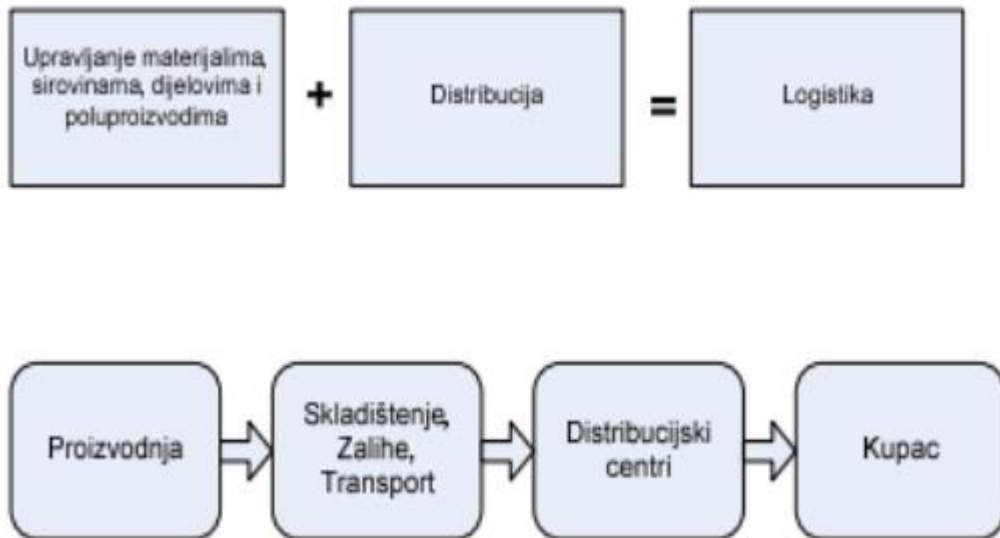 Upravljanje materijalima,
sirovinama, dijelovima i
poluproizvodima
+
Distribucija
=
Logistika
Proizvodnja
Skladištenje,
Zalihe,
Transport
Distribucijski
centri
Kupac